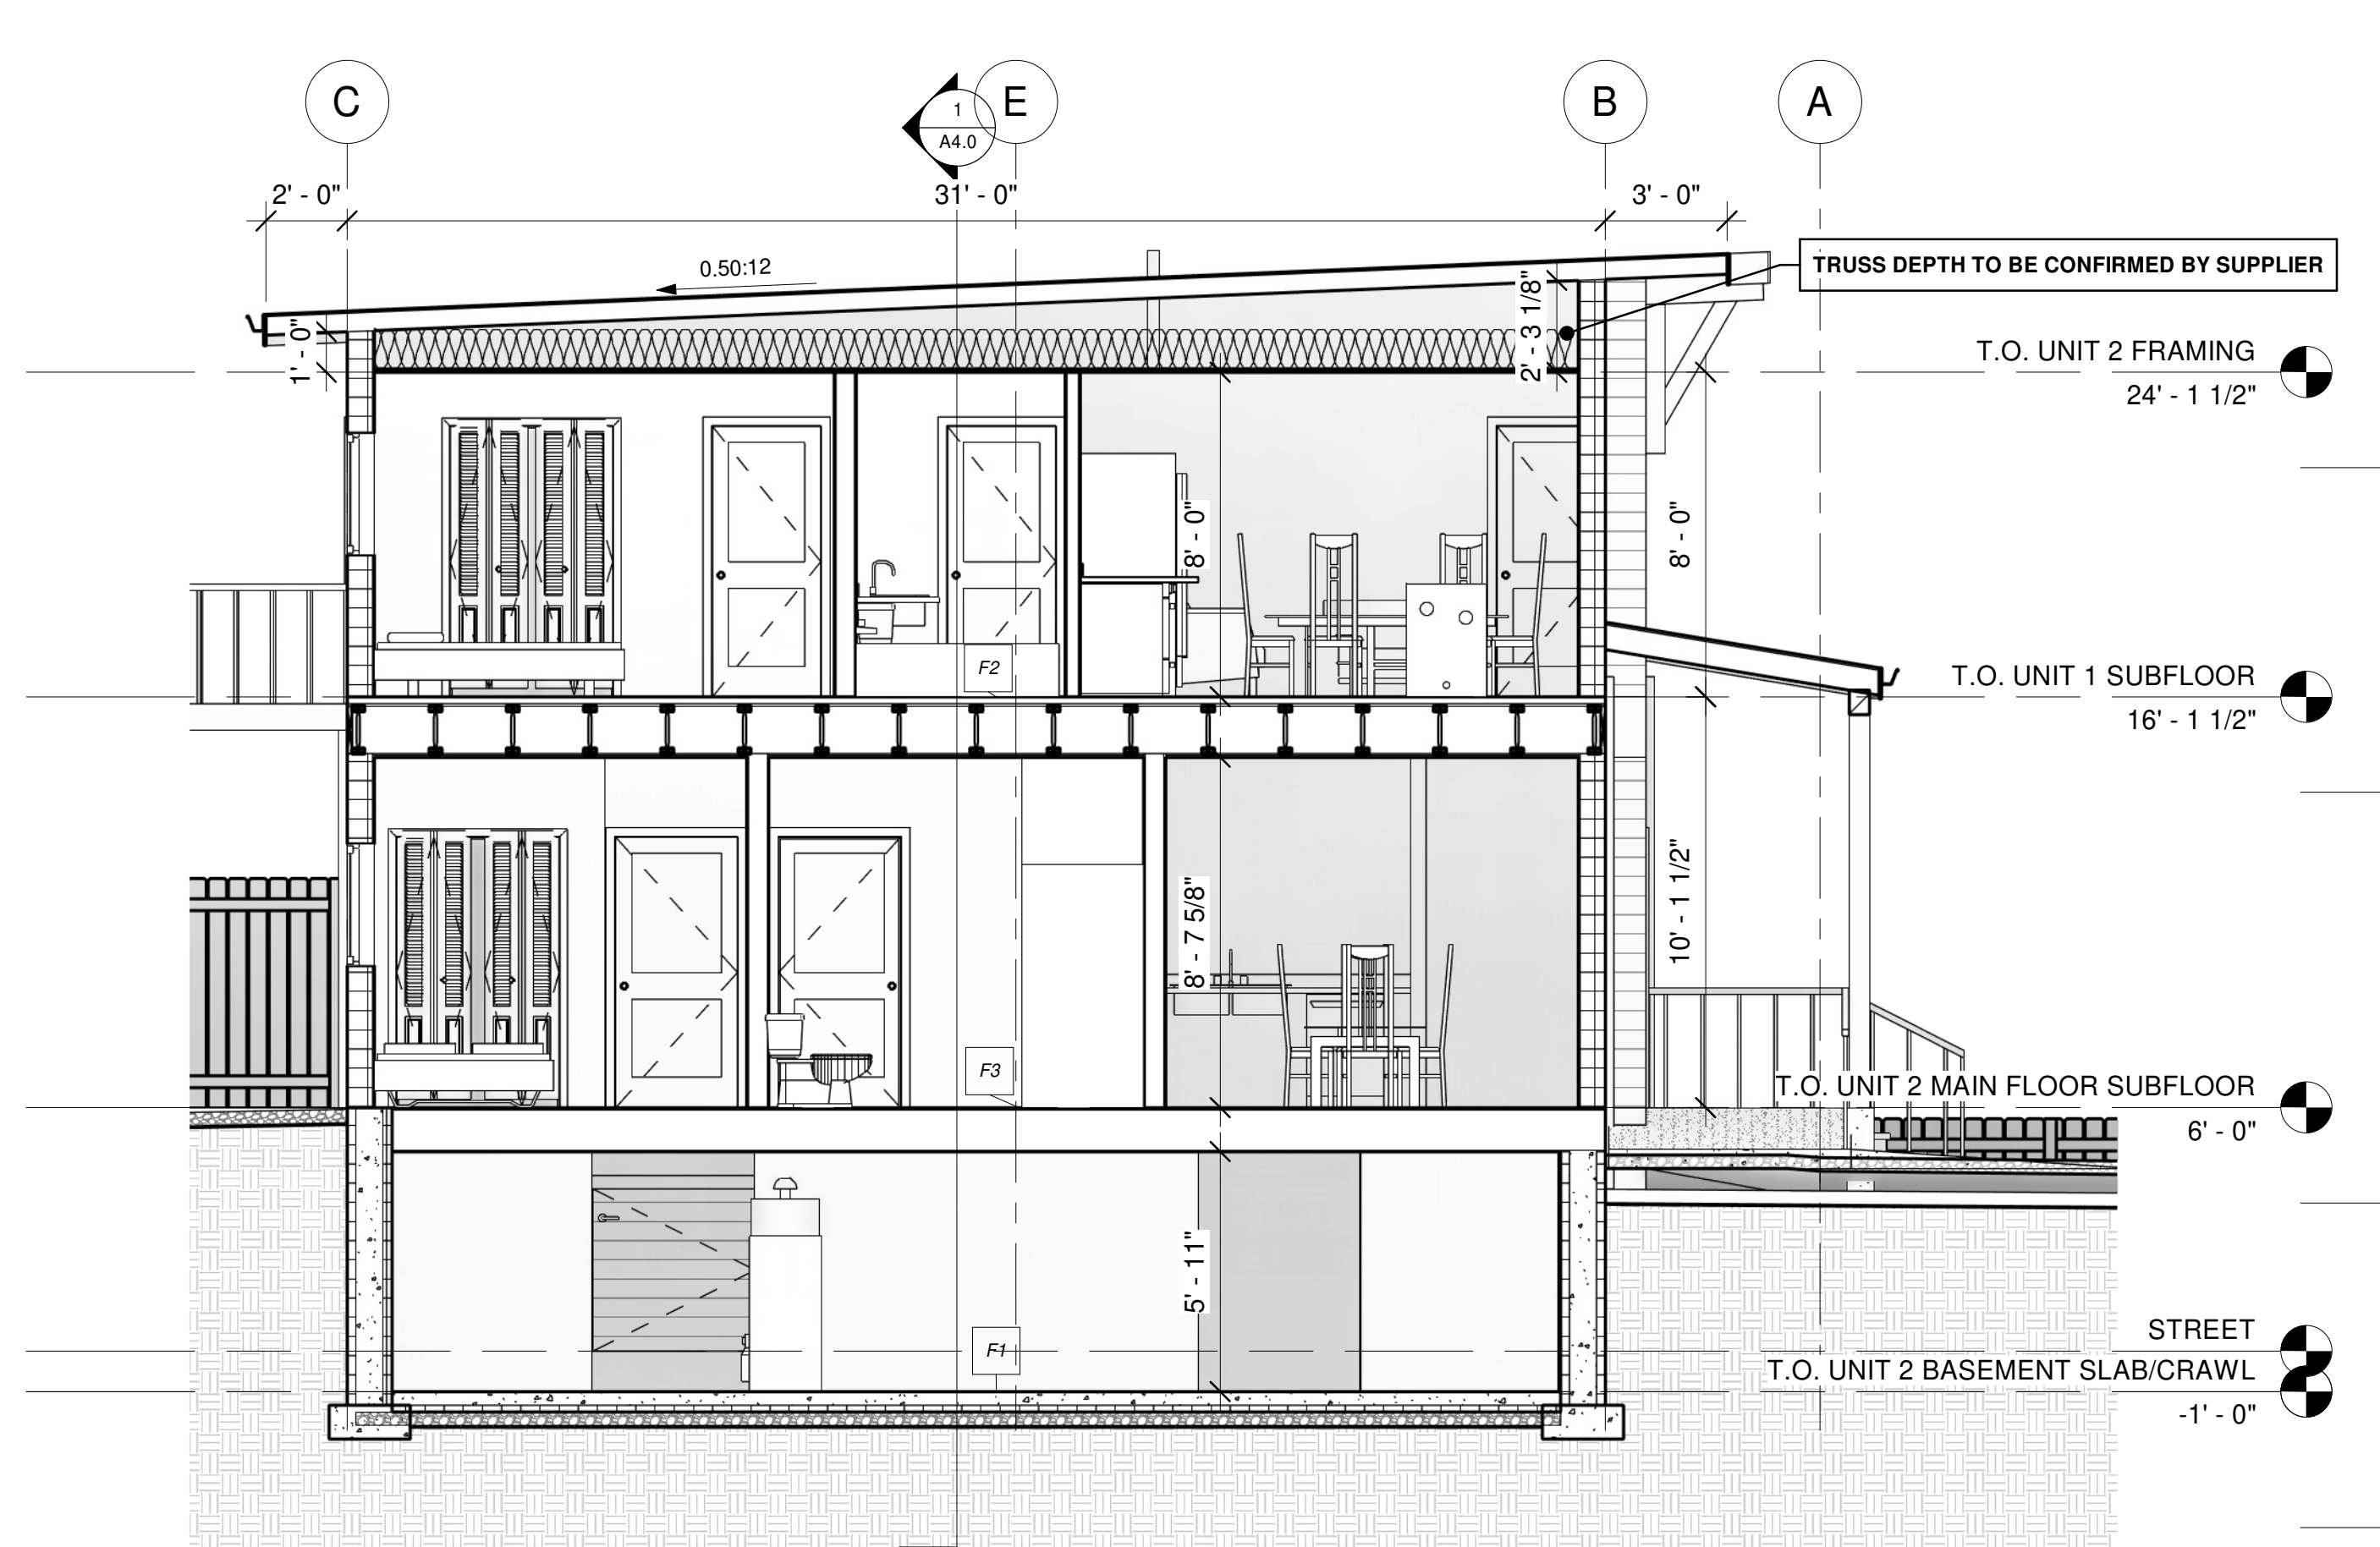 C
1
A4.0
E
B
A
2' - 0"
31' - 0"
3' - 0"
0.50:12
TRUSS DEPTH TO BE CONFIRMED BY SUPPLIER
1' - 0"
2' - 3 1/8"
T.O. UNIT 2 FRAMING
24' - 1 1/2"
8' - 0"
8' - 0"
F2
T.O. UNIT 1 SUBFLOOR
16' - 1 1/2"
8' - 7 5/8"
10' - 1 1/2"
F3
T.O. UNIT 2 MAIN FLOOR SUBFLOOR
6' - 0"
5' - 11"
F1
STREET
T.O. UNIT 2 BASEMENT SLAB/CRAWL
-1' - 0"